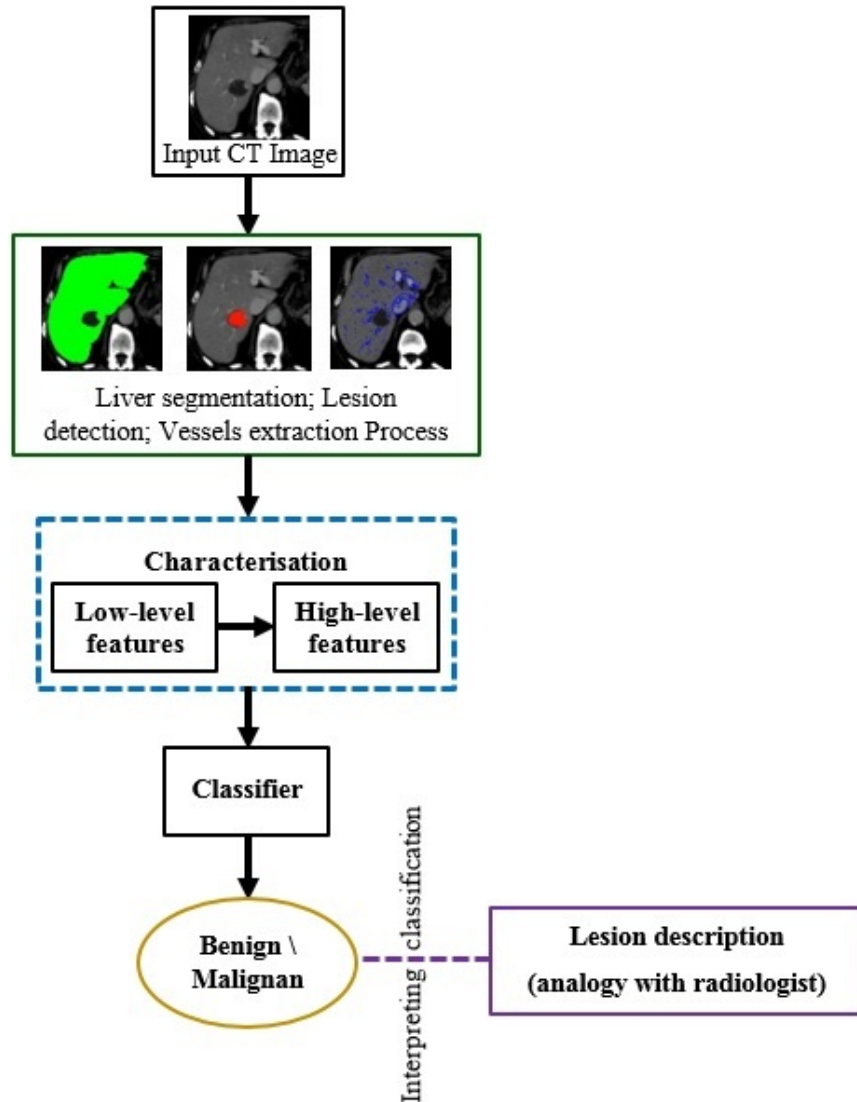 Input CT Image
Liver segmentation; Lesion
detection; Vessels extraction Process
Characterisation
Low-level
features
High-level
features
Classifier
Benign \
Malignan
Interpreting classification
Lesion description
(analogy with radiologist)